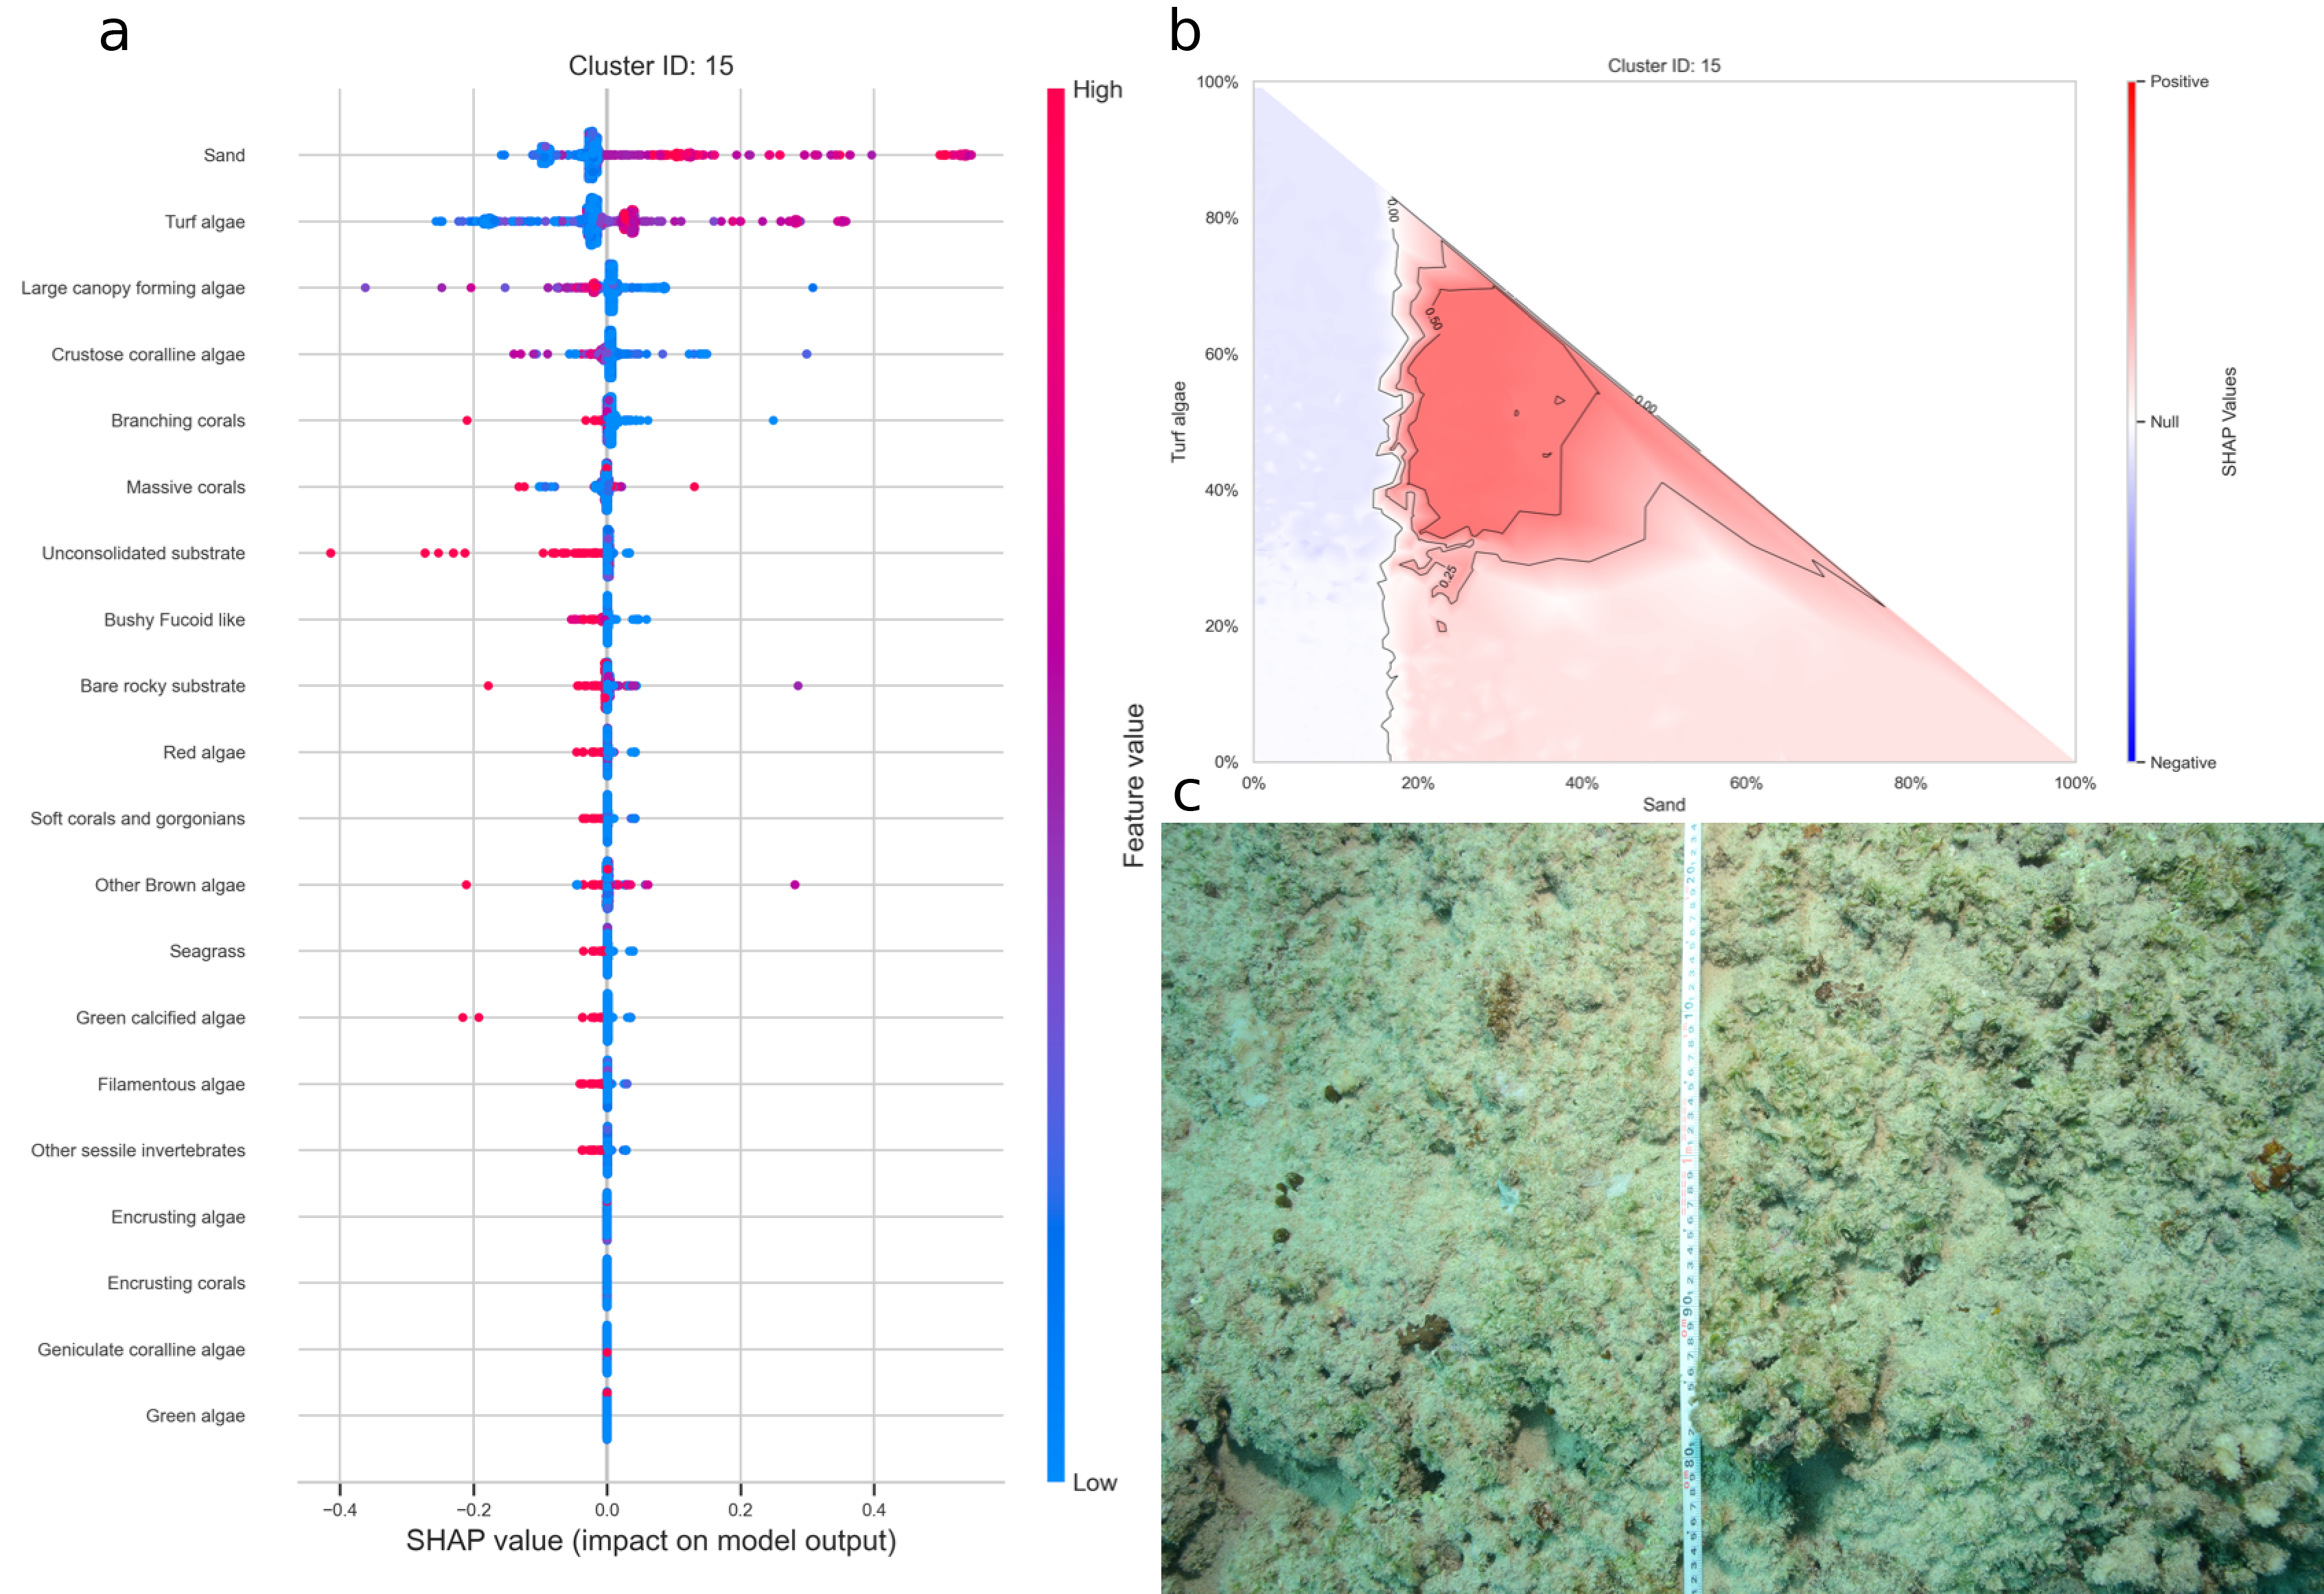 a
Cluster ID: 15
High
Sand
Turf algae
Large canopy forming algae
Crustose coralline algae
Branching corals
Massive corals
Unconsolidated substrate
Bushy Fucoid like
Bare rocky substrate
Red algae
Soft corals and gorgonians
Other Brown algae
Seagrass
Green calcified algae
Filamentous algae
Other sessile invertebrates
Encrusting algae
Encrusting corals
Geniculate coralline algae
Green algae
Feature value
Low
−0.4 −0.2 0.0 0.2 0.4
SHAP value (impact on model output)
b
Cluster ID: 15
100%
80%
60%
40%
20%
0%
Turf algae
0.00
0.50
0.00
0.25
0% 20% 40% 60% 80% 100%
Sand
Positive
Null
Negative
SHAP Values
c